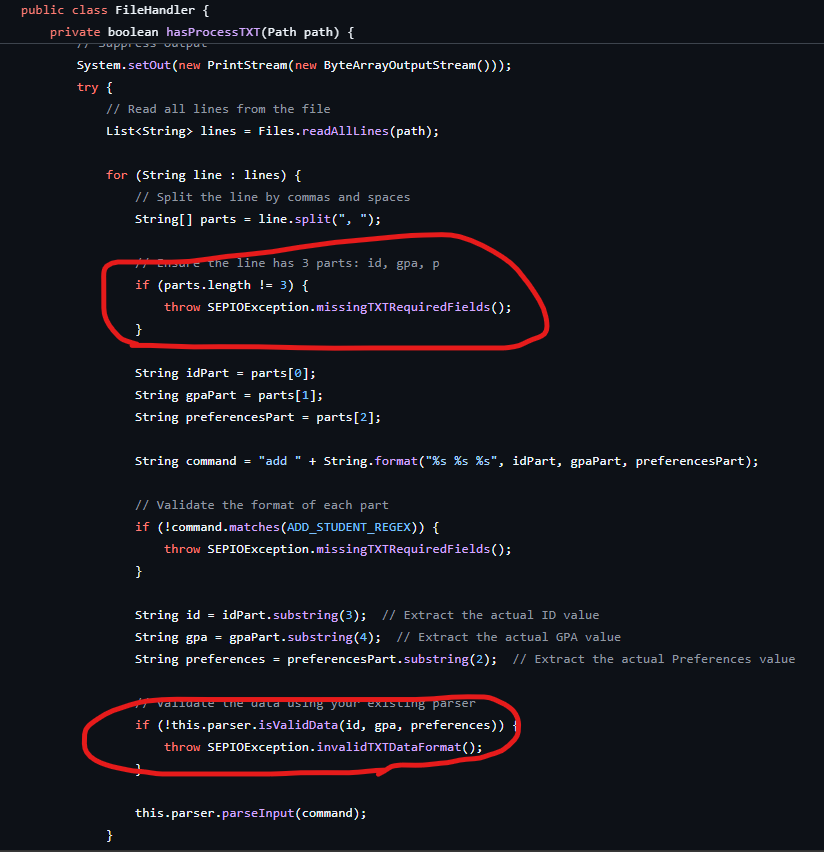 public class FileHandler {
private boolean hasProcessTXT(Path path) {
// Suppress output
System.setOut(new PrintStream(new ByteArrayOutputStream()));
try {
// Read all lines from the file
List<String> lines = Files.readAllLines(path);
for (String line : lines) {
// Split the line by commas and spaces
String[] parts = line.split(", ");
// Ensure the line has 3 parts: id, gpa, p
if (parts.length != 3) {
throw SEPIOException.missingTXTRequiredFields();
}
String idPart = parts[0];
String gpaPart = parts[1];
String preferencesPart = parts[2];
String command = "add " + String.format("%s %s %s", idPart, gpaPart, preferencesPart);
// Validate the format of each part
if (!command.matches(ADD_STUDENT_REGEX)) {
throw SEPIOException.missingTXTRequiredFields();
}
String id = idPart.substring(3);  // Extract the actual ID value
String gpa = gpaPart.substring(4);  // Extract the actual GPA value
String preferences = preferencesPart.substring(2);  // Extract the actual Preferences value
// Validate the data using your existing parser
if (!this.parser.isValidData(id, gpa, preferences)) {
throw SEPIOException.invalidTXTDataFormat();
}
this.parser.parseInput(command);
}